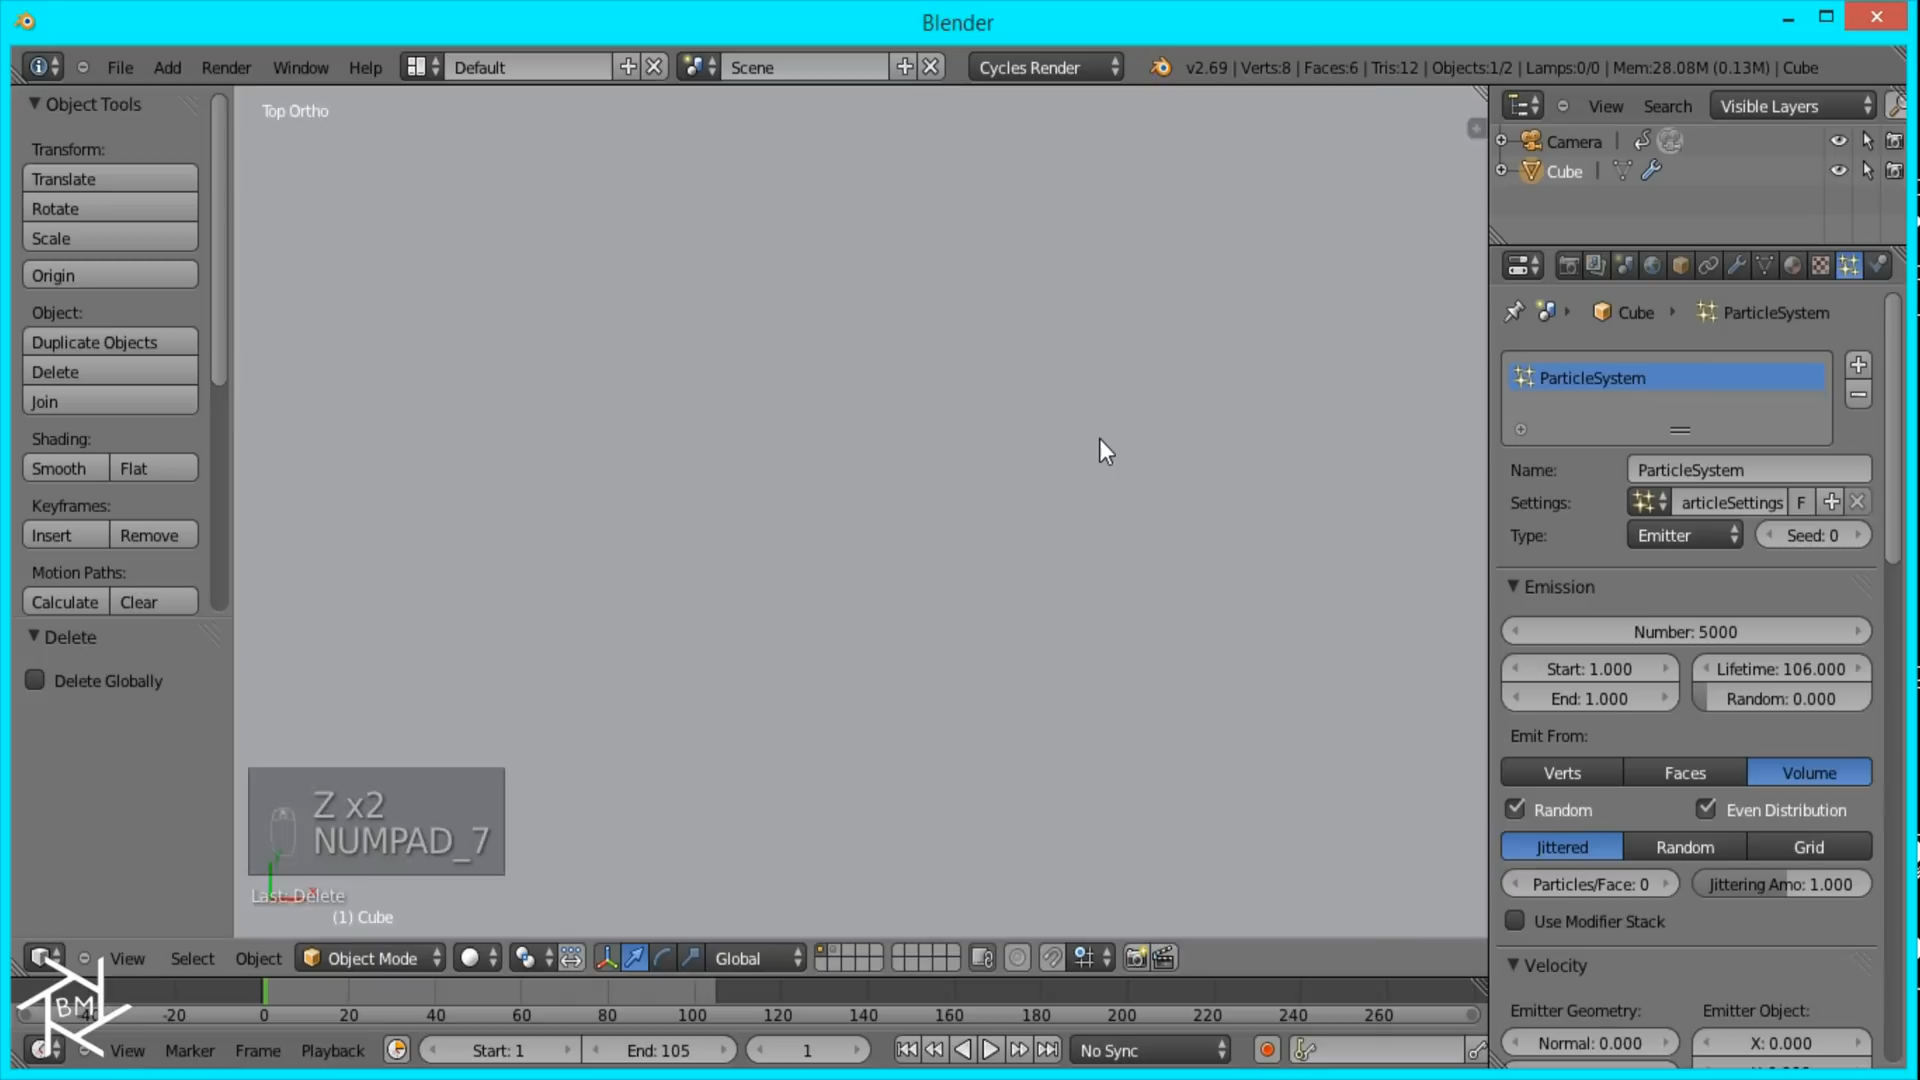 Blender
File Add Render Window Help Default Scene Cycles Render v2.69 | Verts:8 | Faces:6 | Tris:12 | Objects:1/2 | Lamps:0/0 | Mem:28.08M (0.13M) | Cube
Object Tools
Transform:
Translate
Rotate
Scale
Origin
Object:
Duplicate Objects
Delete
Join
Shading:
Smooth Flat
Keyframes:
Insert Remove
Motion Paths:
Calculate Clear
Delete
Delete Globally
Top Ortho
Z x2
NUMPAD_7
Last: Delete
(1) Cube
View Search Visible Layers
Camera
Cube
Cube ParticleSystem
ParticleSystem
Name: ParticleSystem
Settings: articleSettings F
Type: Emitter Seed: 0
Emission
Number: 5000
Start: 1.000 Lifetime: 106.000
End: 1.000 Random: 0.000
Emit From:
Verts Faces Volume
Random Even Distribution
Jittered Random Grid
Particles/Face: 0 Jittering Amo: 1.000
Use Modifier Stack
Velocity
Emitter Geometry: Emitter Object:
Normal: 0.000 X: 0.000
View Select Object Object Mode Global
BM
-40 -20 0 20 40 60 80 100 120 140 160 180 200 220 240 260
View Marker Frame Playback Start: 1 End: 105 1 No Sync